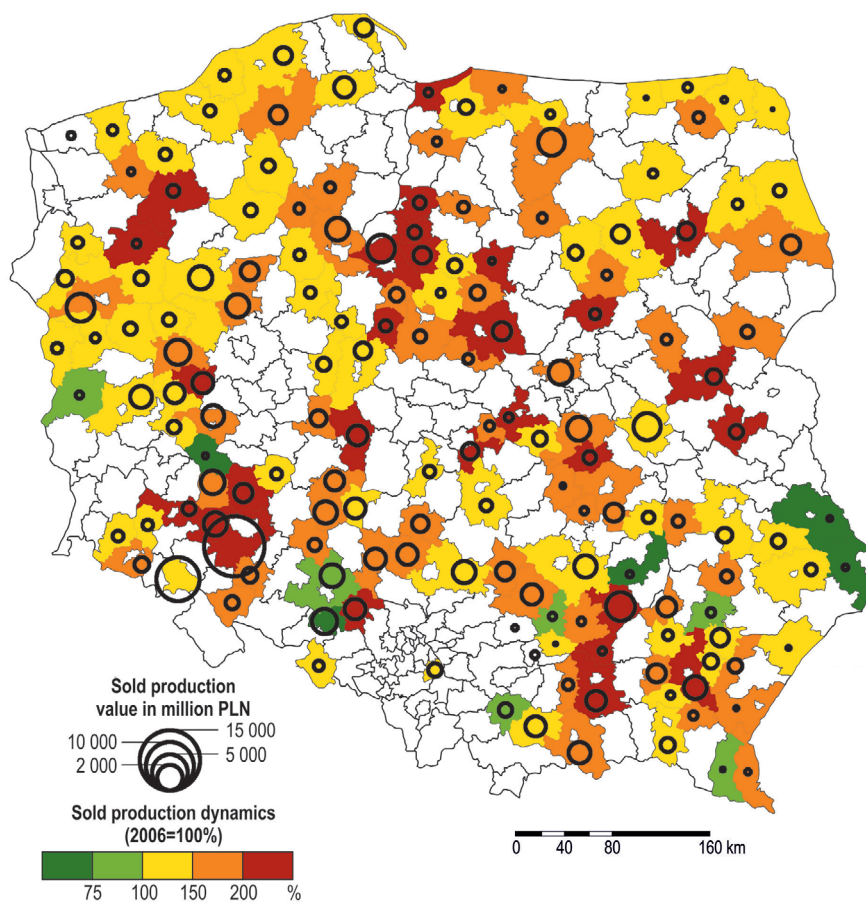 Sold production
value in million PLN
15 000
10 000
5 000
2 000
Sold production dynamics
(2006=100%)
75 100 150 200 %
0 40 80 160 km